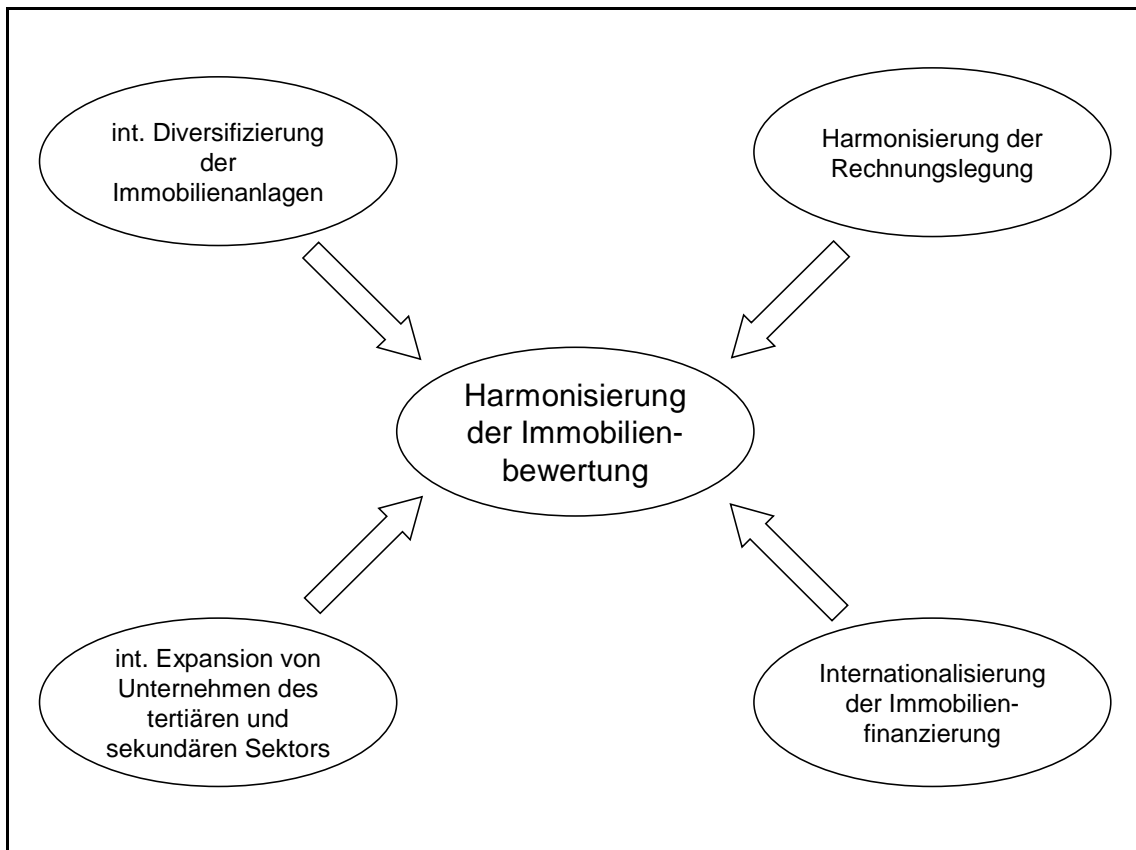 int. Diversifizierung
der
Immobilienanlagen
Harmonisierung der
Rechnungslegung
Harmonisierung
der Immobilien-
bewertung
int. Expansion von
Unternehmen des
tertiären und
sekundären Sektors
Internationalisierung
der Immobilien-
finanzierung